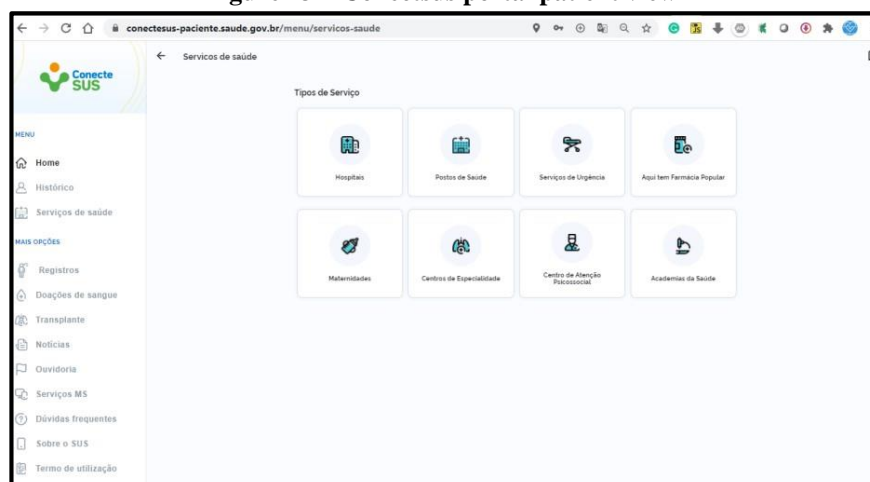 conectesus-paciente.saude.gov.br/menu/servicos-saude
Conecte
SUS
Servicos de saúde
MENU
Home
Histórico
Serviços de saúde
MAIS OPÇÕES
Registros
Doações de sangue
Transplante
Notícias
Ouvidoria
Serviços MS
Dúvidas frequentes
Sobre o SUS
Termo de utilização
Tipos de Serviço
Hospitais
Postos de Saúde
Serviços de Urgência
Aqui tem Farmácia Popular
Maternidades
Centros de Especialidade
Centro de Atenção
Psicossocial
Academias da Saúde